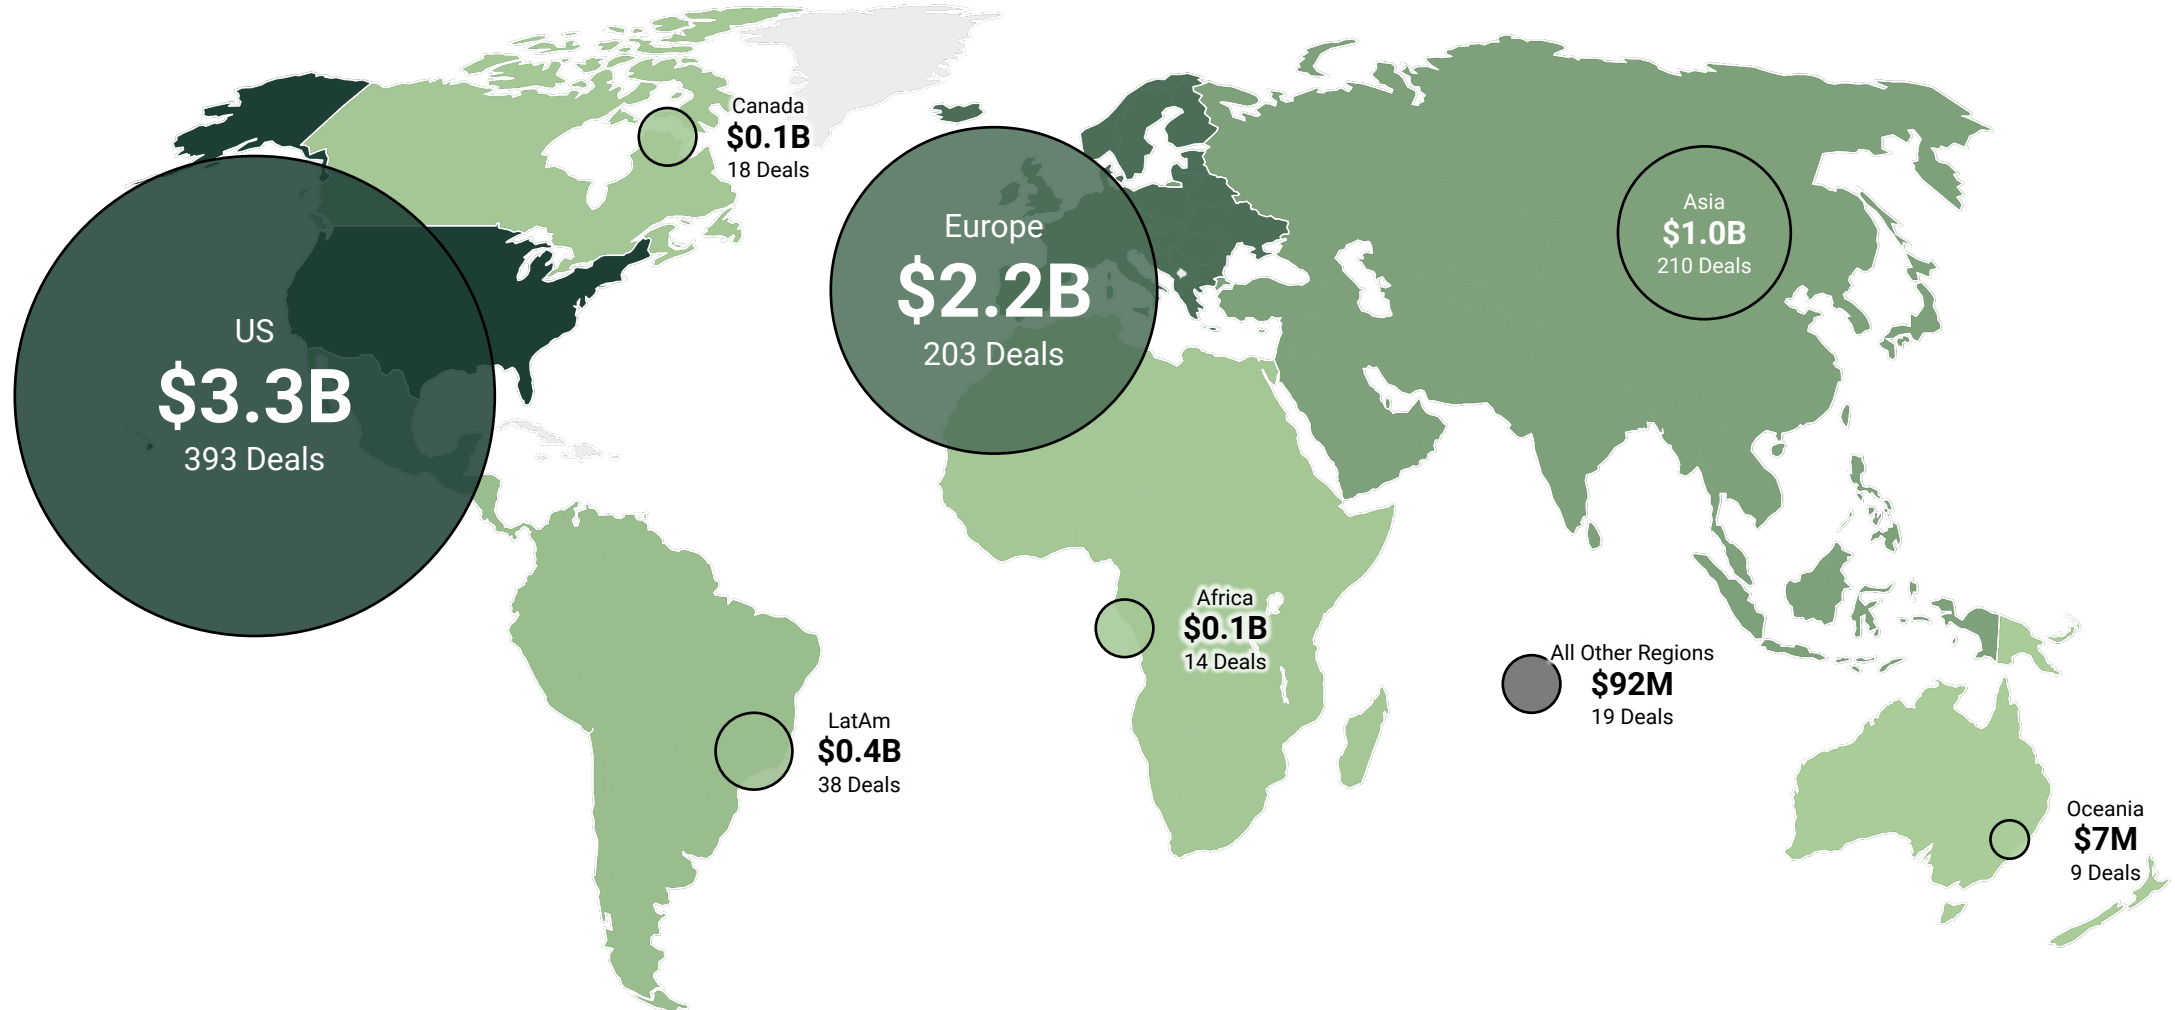 Canada
$0.1B
18 Deals
US
$3.3B
393 Deals
Europe
$2.2B
203 Deals
Asia
$1.0B
210 Deals
Africa
$0.1B
14 Deals
All Other Regions
$92M
19 Deals
LatAm
$0.4B
38 Deals
Oceania
$7M
9 Deals